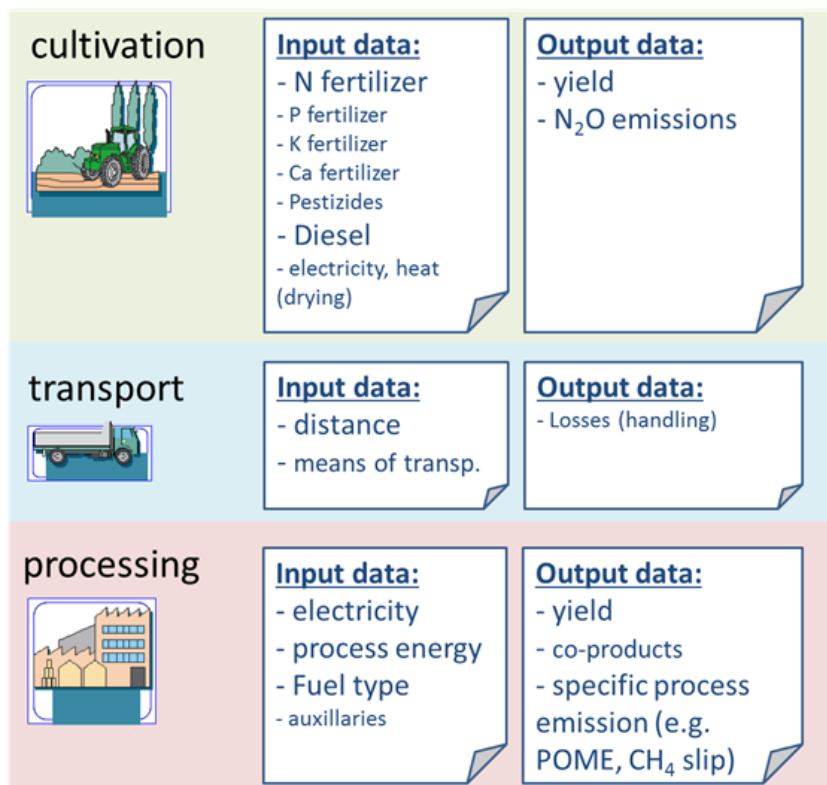 cultivation
Input data:
- N fertilizer
- P fertilizer
- K fertilizer
- Ca fertilizer
- Pestizides
- Diesel
- electricity, heat
(drying)
Output data:
- yield
- N₂O emissions
transport
Input data:
- distance
- means of transp.
Output data:
- Losses (handling)
processing
Input data:
- electricity
- process energy
- Fuel type
- auxillaries
Output data:
- yield
- co-products
- specific process
emission (e.g.
POME, CH₄ slip)